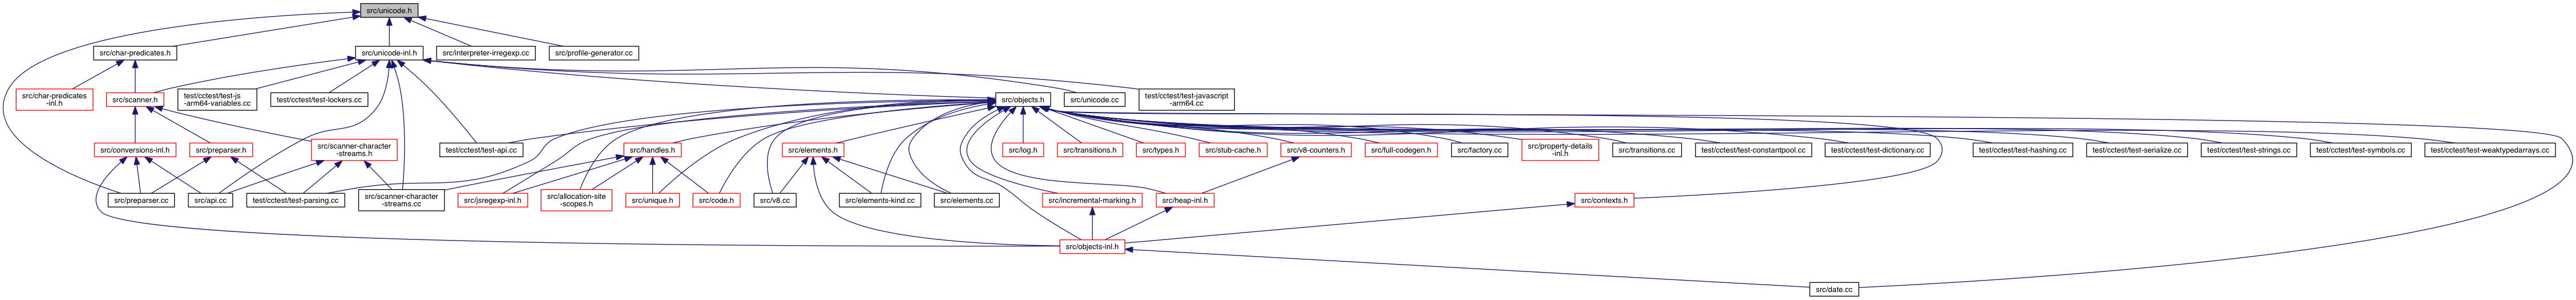 src/unicode.h
src/char-predicates.h
src/unicode-inl.h
src/interpreter-irregexp.cc
src/profile-generator.cc
src/char-predicates
-inl.h
src/scanner.h
test/cctest/test-js
-arm64-variables.cc
test/cctest/test-lockers.cc
src/objects.h
src/unicode.cc
test/cctest/test-javascript
-arm64.cc
src/conversions-inl.h
src/preparser.h
src/scanner-character
-streams.h
test/cctest/test-api.cc
src/handles.h
src/elements.h
src/log.h
src/transitions.h
src/types.h
src/stub-cache.h
src/v8-counters.h
src/full-codegen.h
src/factory.cc
src/property-details
-inl.h
src/transitions.cc
test/cctest/test-constantpool.cc
test/cctest/test-dictionary.cc
test/cctest/test-hashing.cc
test/cctest/test-serialize.cc
test/cctest/test-strings.cc
test/cctest/test-symbols.cc
test/cctest/test-weaktypedarrays.cc
src/preparser.cc
src/api.cc
test/cctest/test-parsing.cc
src/scanner-character
-streams.cc
src/jsregexp-inl.h
src/allocation-site
-scopes.h
src/unique.h
src/code.h
src/v8.cc
src/elements-kind.cc
src/elements.cc
src/incremental-marking.h
src/heap-inl.h
src/contexts.h
src/objects-inl.h
src/date.cc